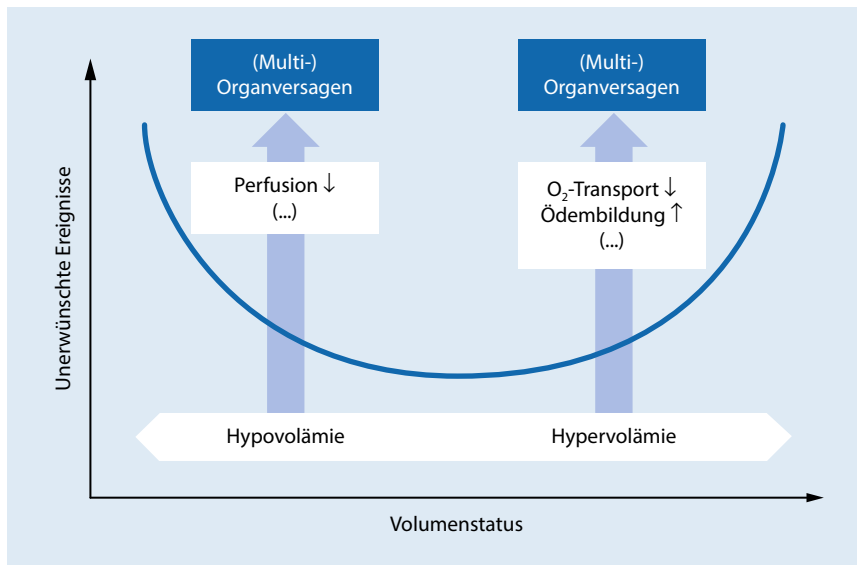 (Multi-)
Organversagen
(Multi-)
Organversagen
Perfusion ↓
(...)
O₂-Transport ↓
Ödembildung ↑
(...)
Unerwünschte Ereignisse
Hypovolämie
Hypervolämie
Volumenstatus